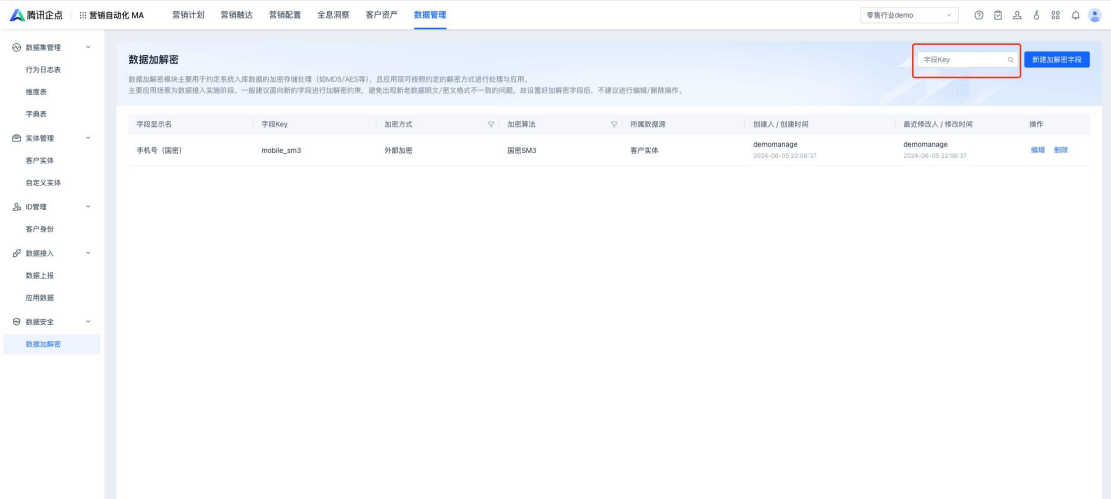 腾讯企点 营销自动化 MA 营销计划 营销触达 营销配置 全息洞察 客户资产 数据管理 零售行业demo
数据集管理
行为日志表
维度表
字典表
实体管理
客户实体
自定义实体
ID管理
客户身份
数据接入
数据上报
应用数据
数据安全
数据加解密
数据加解密
字段Key
新建加解密字段
数据加解密模块主要用于约定系统入库数据的加密存储处理（如MD5/AES等），且应用层可按照约定的解密方式进行处理与应用。
主要应用场景为数据接入实施阶段，一般建议面向新的字段进行加解密约束，避免出现新老数据明文/密文格式不一致的问题，故设置好加解密字段后，不建议进行编辑/删除操作。
字段显示名 字段Key 加密方式 加密算法 所属数据源 创建人 / 创建时间 最近修改人 / 修改时间 操作
手机号（国密） mobile_sm3 外部加密 国密SM3 客户实体 demomanage demomanage 编辑 删除
2024-06-05 22:06:37 2024-06-05 22:06:37